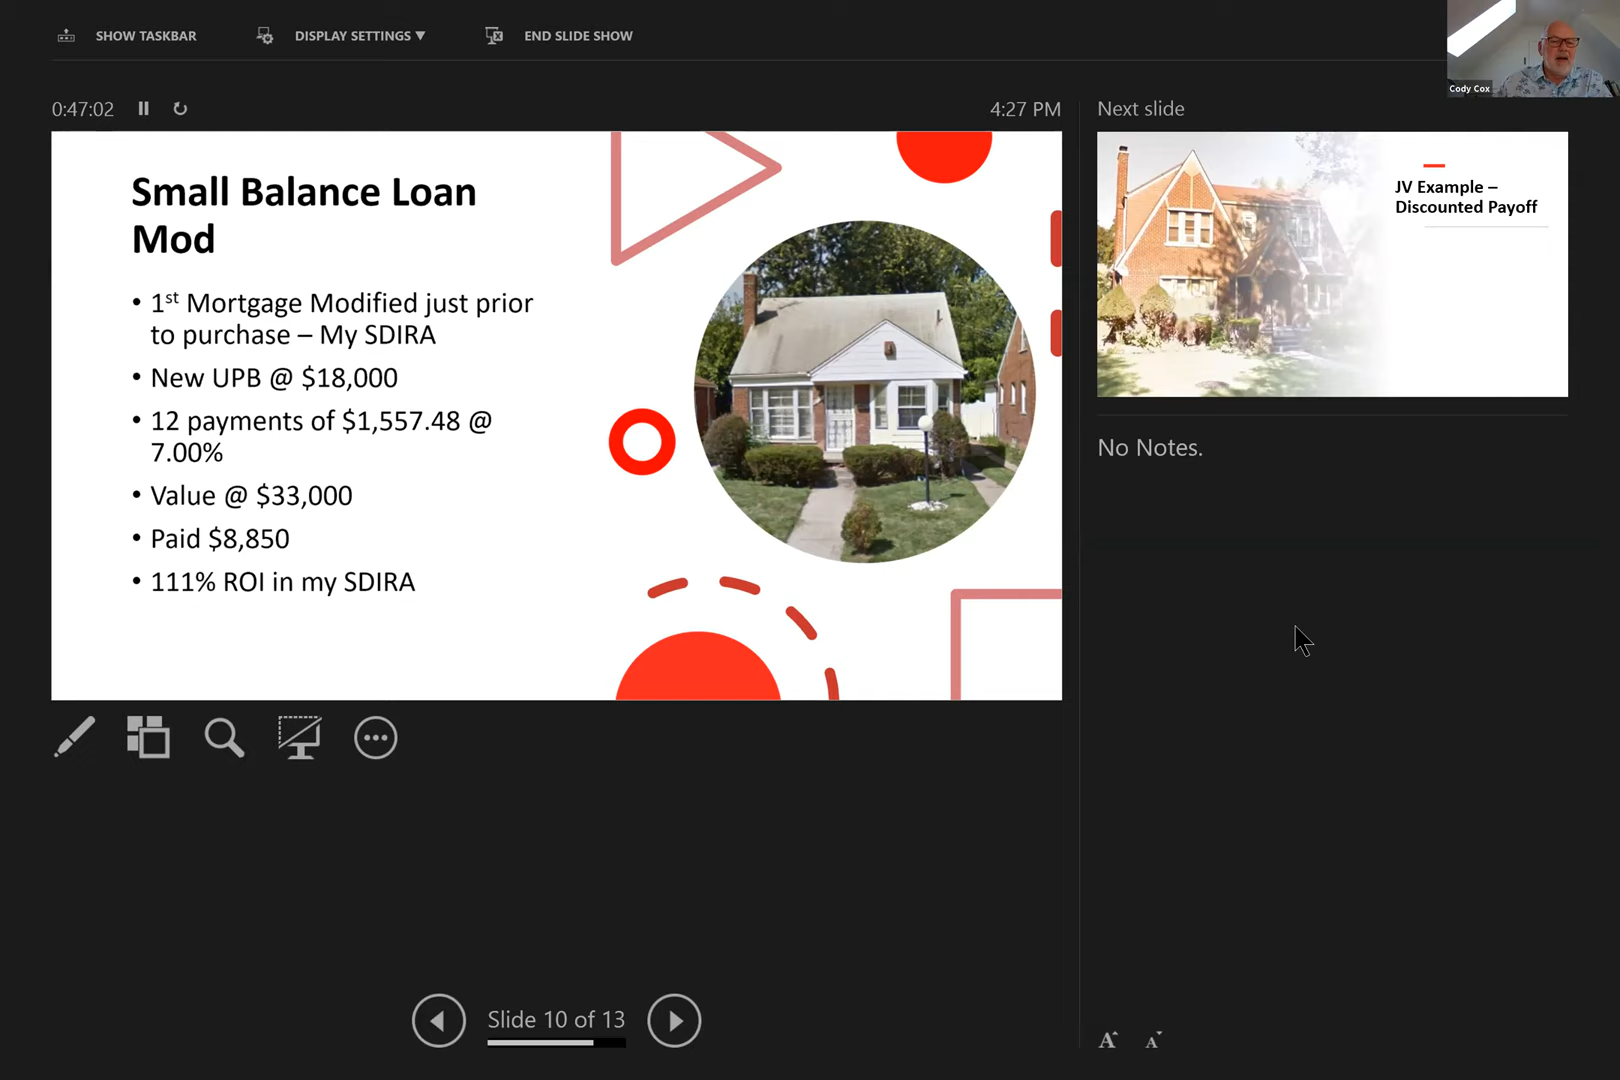 SHOW TASKBAR
DISPLAY SETTINGS ▼
END SLIDE SHOW
Cody Cox
0:47:02
4:27 PM
Next slide
Small Balance Loan
Mod
• 1st Mortgage Modified just prior
to purchase – My SDIRA
• New UPB @ $18,000
• 12 payments of $1,557.48 @
7.00%
• Value @ $33,000
• Paid $8,850
• 111% ROI in my SDIRA
JV Example –
Discounted Payoff
No Notes.
Slide 10 of 13
A A